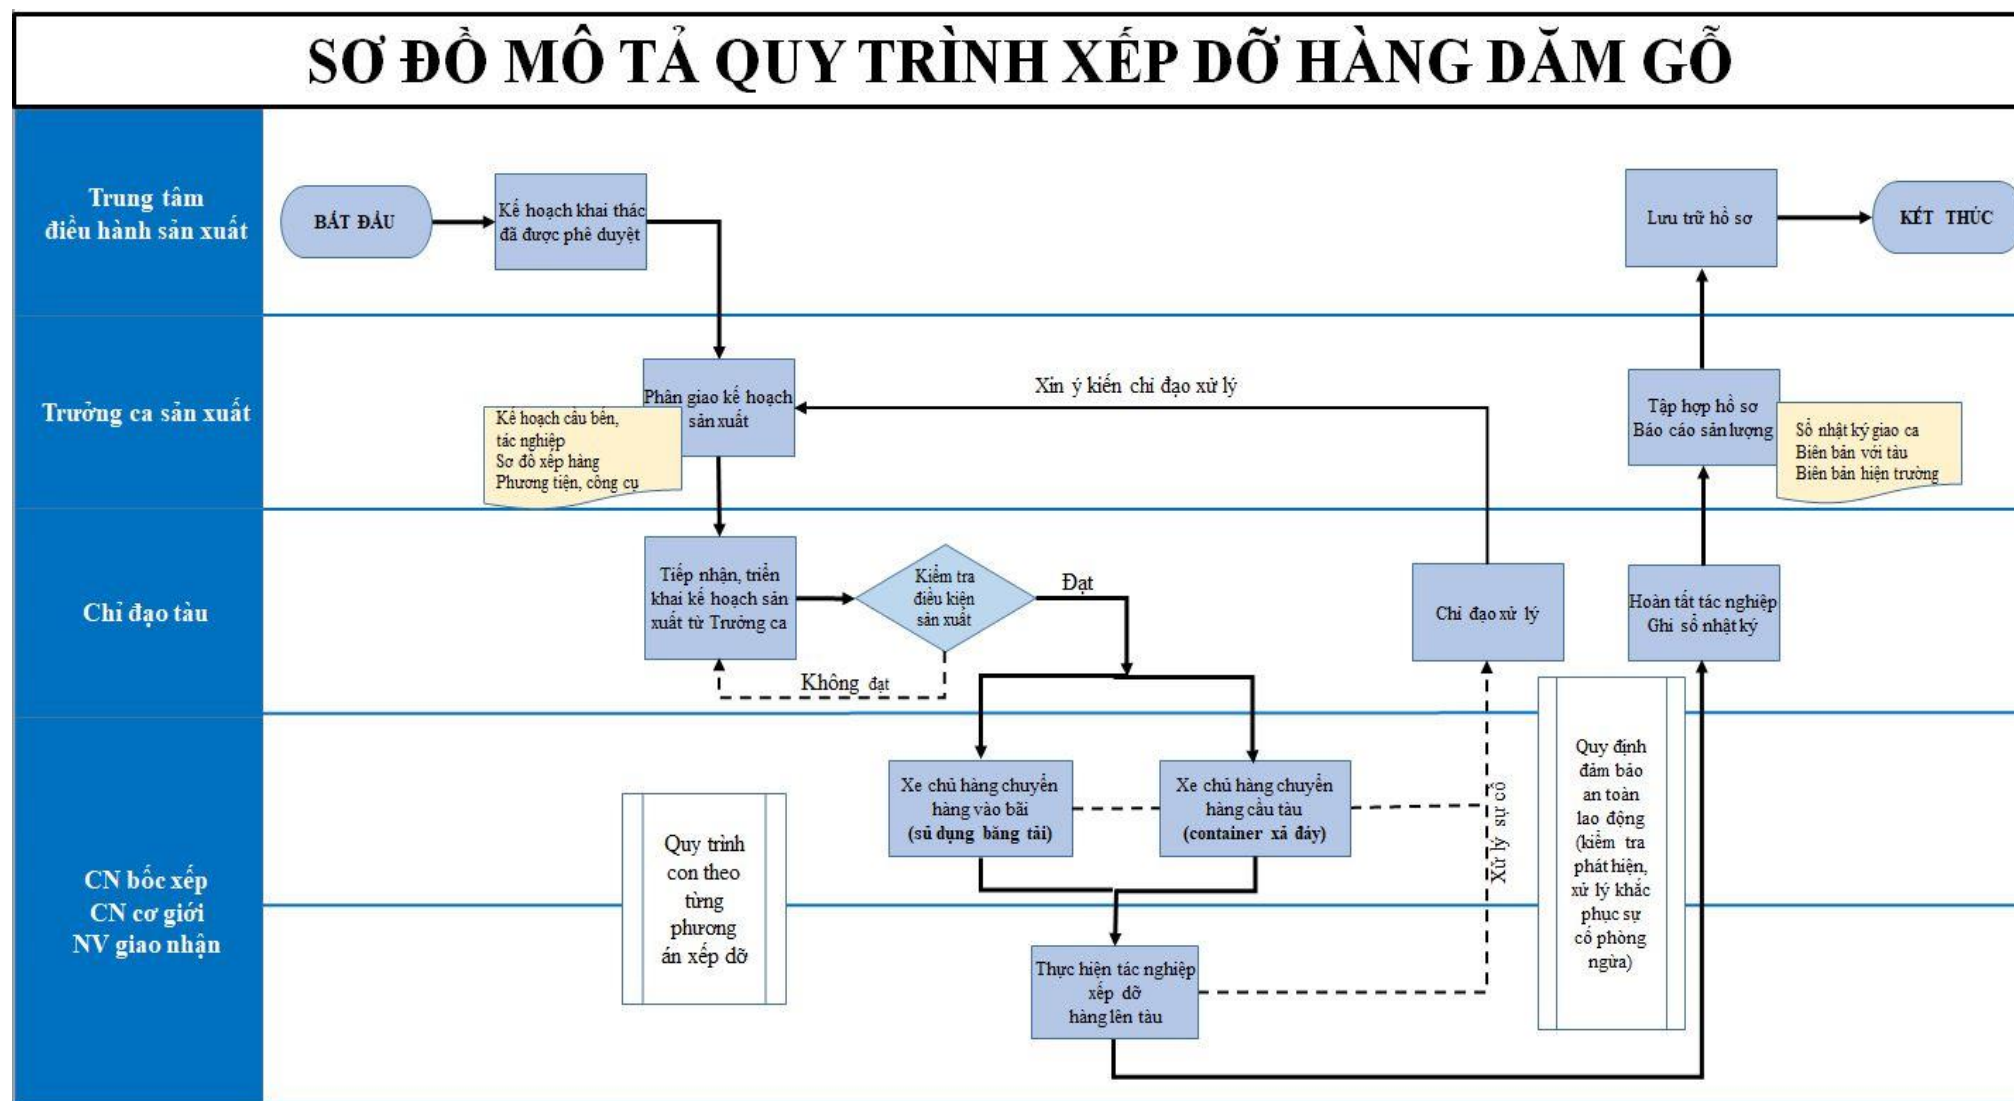 SƠ ĐỒ MÔ TẢ QUY TRÌNH XẾP DỠ HÀNG DĂM GỖ
Trung tâm
điều hành sản xuất
BẮT ĐẦU
Kế hoạch khai thác
đã được phê duyệt
Lưu trữ hồ sơ
KẾT THÚC
Trưởng ca sản xuất
Phân giao kế hoạch
sản xuất
Kế hoạch cầu bến,
tác nghiệp
Sơ đồ xếp hàng
Phương tiện, công cụ
Xin ý kiến chỉ đạo xử lý
Tập hợp hồ sơ
Báo cáo sản lượng
Sổ nhật ký giao ca
Biên bản với tàu
Biên bản hiện trường
Chỉ đạo tàu
Tiếp nhận, triển
khai kế hoạch sản
xuất từ Trưởng ca
Kiểm tra
điều kiện
sản xuất
Đạt
Không đạt
Chỉ đạo xử lý
Hoàn tất tác nghiệp
Ghi sổ nhật ký
CN bốc xếp
CN cơ giới
NV giao nhận
Quy trình
con theo
từng
phương
án xếp dỡ
Xe chủ hàng chuyển
hàng vào bãi
(sử dụng băng tải)
Xe chủ hàng chuyển
hàng cầu tàu
(container xả đáy)
Xử lý sự cố
Thực hiện tác nghiệp
xếp dỡ
hàng lên tàu
Quy định
đảm bảo
an toàn
lao động
(kiểm tra
phát hiện,
xử lý khắc
phục sự
cố phòng
ngừa)